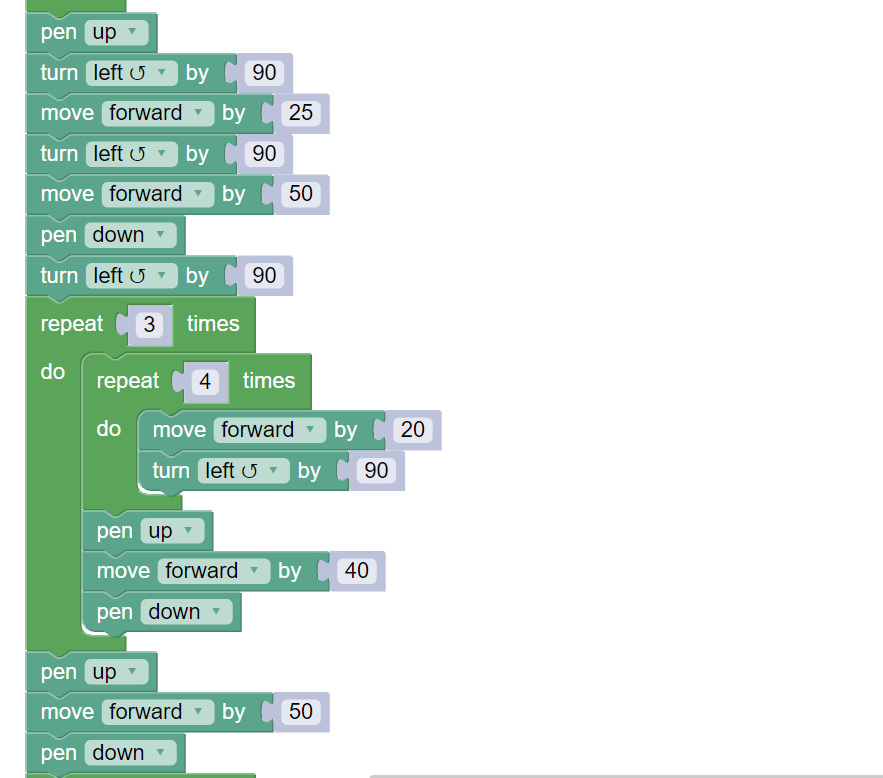 pen up
turn left ↺ by 90
move forward by 25
turn left ↺ by 90
move forward by 50
pen down
turn left ↺ by 90
repeat 3 times
do repeat 4 times
do move forward by 20
turn left ↺ by 90
pen up
move forward by 40
pen down
pen up
move forward by 50
pen down